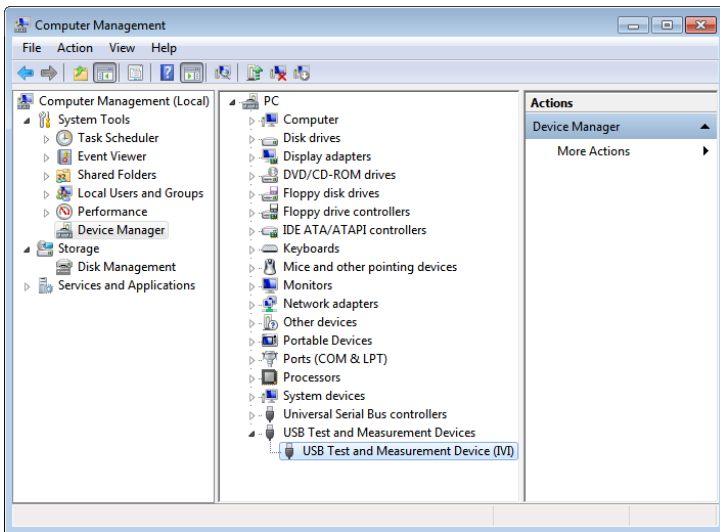 Computer Management
File Action View Help
Computer Management (Local)
System Tools
Task Scheduler
Event Viewer
Shared Folders
Local Users and Groups
Performance
Device Manager
Storage
Disk Management
Services and Applications
PC
Computer
Disk drives
Display adapters
DVD/CD-ROM drives
Floppy disk drives
Floppy drive controllers
IDE ATA/ATAPI controllers
Keyboards
Mice and other pointing devices
Monitors
Network adapters
Other devices
Portable Devices
Ports (COM & LPT)
Processors
System devices
Universal Serial Bus controllers
USB Test and Measurement Devices
USB Test and Measurement Device (IVI)
Actions
Device Manager
More Actions